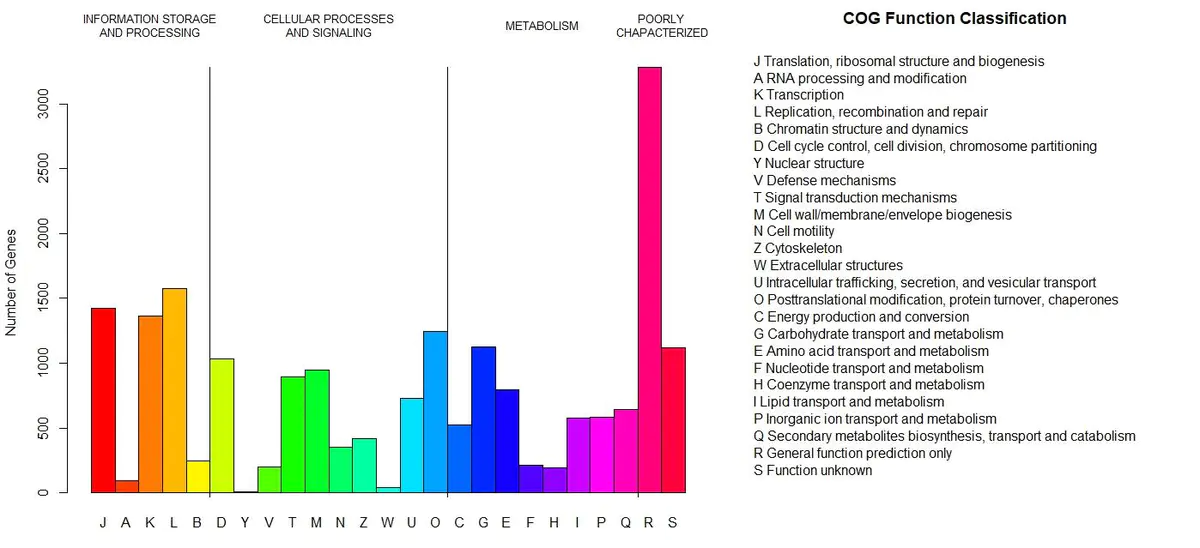 INFORMATION STORAGE
AND PROCESSING
CELLULAR PROCESSES
AND SIGNALING
METABOLISM
POORLY
CHAPACTERIZED
COG Function Classification
Number of Genes
3000
2500
2000
1500
1000
500
0
J A K L B D Y V T M N Z W U O C G E F H I P Q R S
J Translation, ribosomal structure and biogenesis
A RNA processing and modification
K Transcription
L Replication, recombination and repair
B Chromatin structure and dynamics
D Cell cycle control, cell division, chromosome partitioning
Y Nuclear structure
V Defense mechanisms
T Signal transduction mechanisms
M Cell wall/membrane/envelope biogenesis
N Cell motility
Z Cytoskeleton
W Extracellular structures
U Intracellular trafficking, secretion, and vesicular transport
O Posttranslational modification, protein turnover, chaperones
C Energy production and conversion
G Carbohydrate transport and metabolism
E Amino acid transport and metabolism
F Nucleotide transport and metabolism
H Coenzyme transport and metabolism
I Lipid transport and metabolism
P Inorganic ion transport and metabolism
Q Secondary metabolites biosynthesis, transport and catabolism
R General function prediction only
S Function unknown